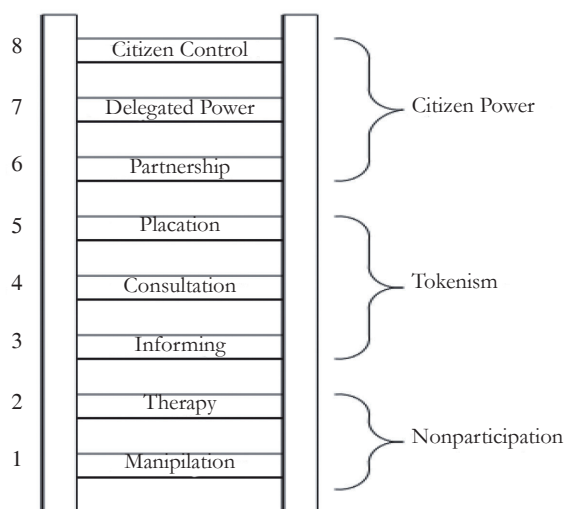 8 Citizen Control
7 Delegated Power Citizen Power
6 Partnership
5 Placation
4 Consultation Tokenism
3 Informing
2 Therapy
Nonparticipation
1 Manipilation